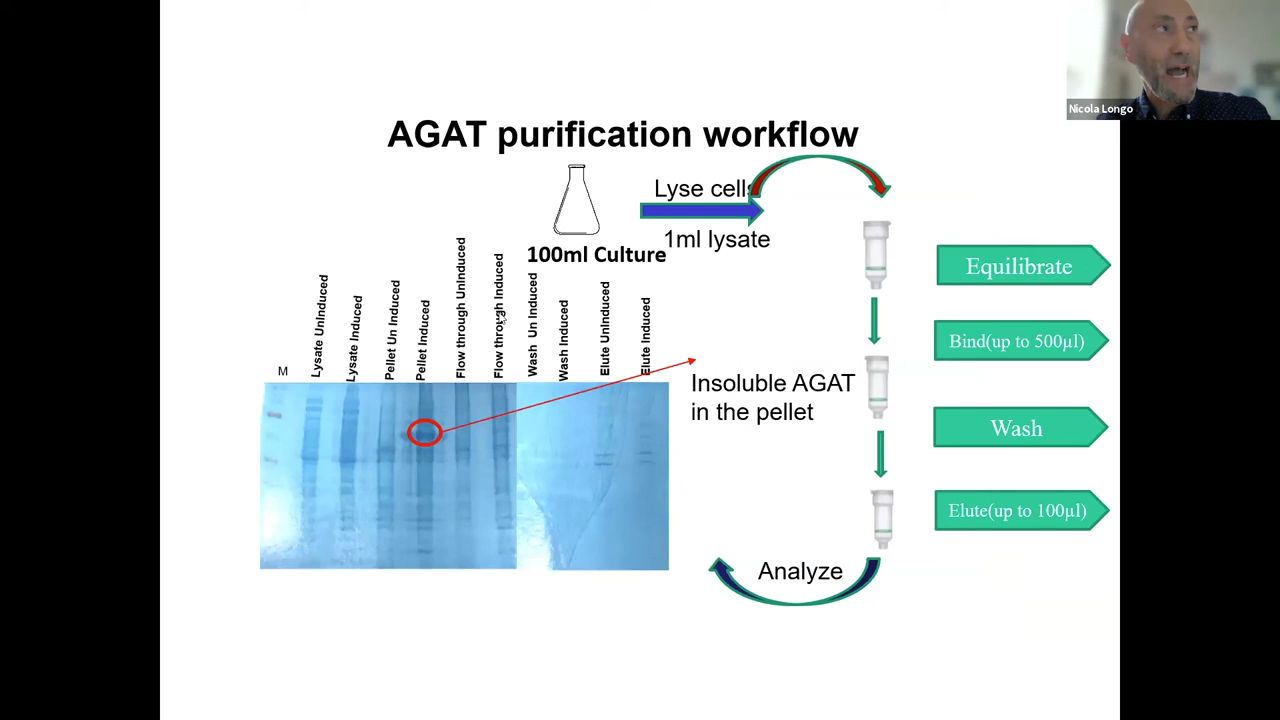 Nicola Longo
AGAT purification workflow
Lyse cells
1ml lysate
100ml Culture
M
Lysate UnInduced
Lysate Induced
Pellet Un Induced
Pellet Induced
Flow through UnInduced
Flow through Induced
Wash Un Induced
Wash Induced
Elute UnInduced
Elute Induced
Insoluble AGAT
in the pellet
Equilibrate
Bind(up to 500µl)
Wash
Elute(up to 100µl)
Analyze